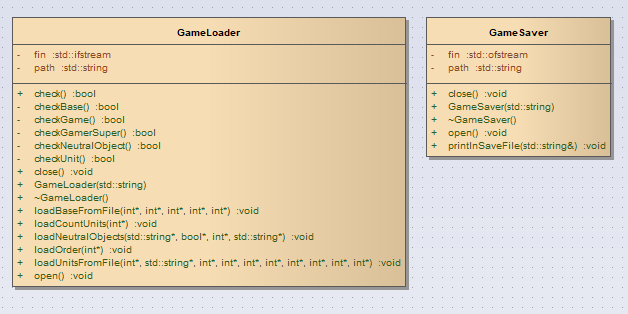 GameLoader
- fin :std::ifstream
- path :std::string
+ check() :bool
- checkBase() :bool
- checkGame() :bool
- checkGamerSuper() :bool
- checkNeutralObject() :bool
- checkUnit() :bool
+ close() :void
+ GameLoader(std::string)
+ ~GameLoader()
+ loadBaseFromFile(int*, int*, int*, int*, int*) :void
+ loadCountUnits(int*) :void
+ loadNeutralObjects(std::string*, bool*, int*, std::string*) :void
+ loadOrder(int*) :void
+ loadUnitsFromFile(int*, std::string*, int*, int*, int*, int*, int*, int*, int*, int*) :void
+ open() :void
GameSaver
- fin :std::ofstream
- path :std::string
+ close() :void
+ GameSaver(std::string)
+ ~GameSaver()
+ open() :void
+ printInSaveFile(std::string&) :void